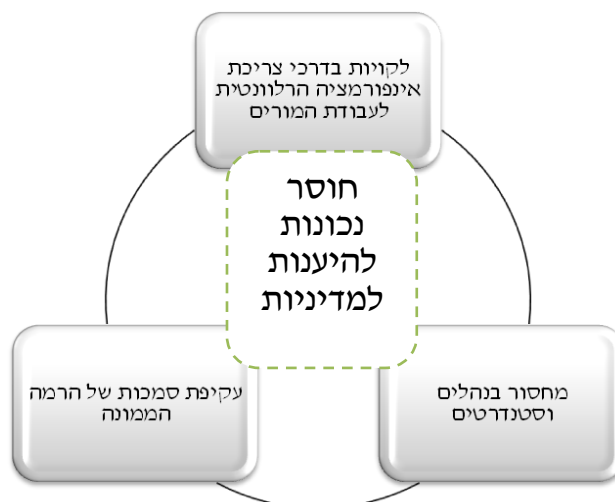 לקויות בדרכי צריכת
אינפורמציה הרלוונטית
לעבודת המורים
חוסר
נכונות
להיענות
למדיניות
מחסור בנהלים
וסטנדרטים
עקיפת סמכות של הרמה
הממונה